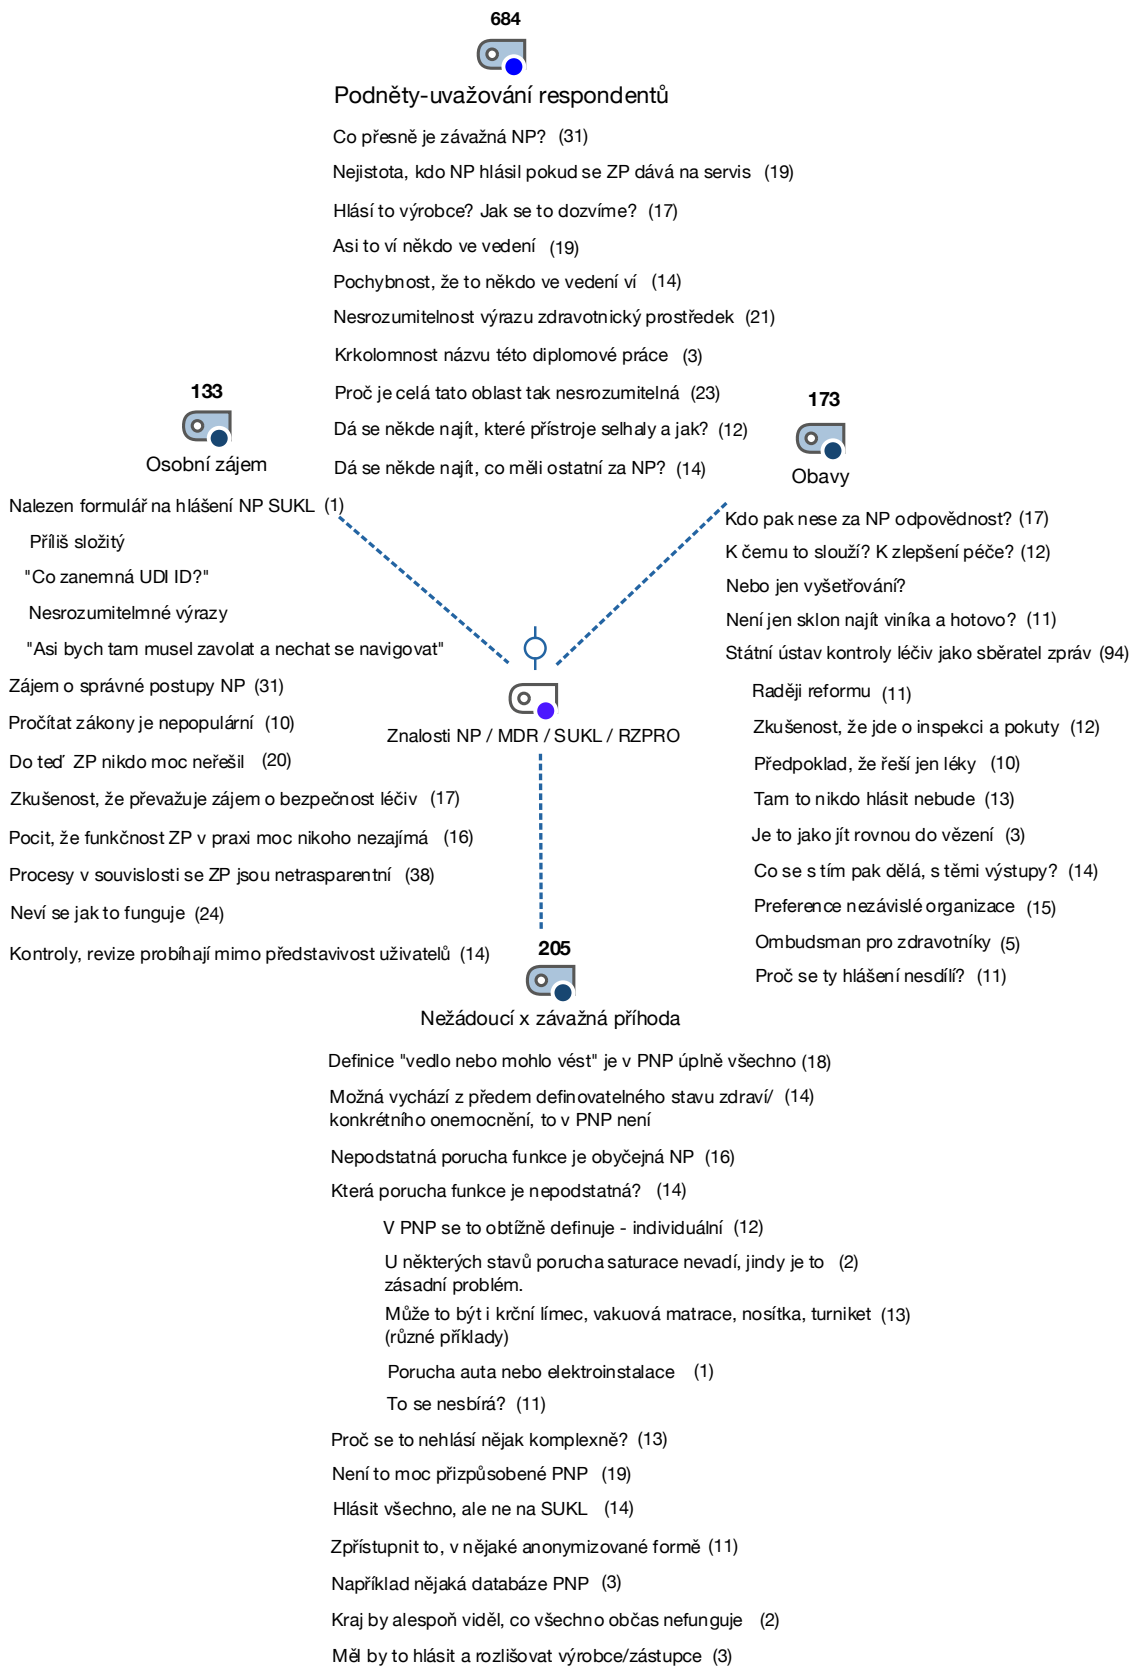 684
Podněty-uvažování respondentů
Co přesně je závažná NP? (31)
Nejistota, kdo NP hlásil pokud se ZP dává na servis (19)
Hlásí to výrobce? Jak se to dozvíme? (17)
Asi to ví někdo ve vedení (19)
Pochybnost, že to někdo ve vedení ví (14)
Nesrozumitelnost výrazu zdravotnický prostředek (21)
Krkolomnost názvu této diplomové práce (3)
Proč je celá tato oblast tak nesrozumitelná (23)
Dá se někde najít, které přístroje selhaly a jak? (12)
Dá se někde najít, co měli ostatní za NP? (14)
133
Osobní zájem
Nalezen formulář na hlášení NP SUKL (1)
Příliš složitý
"Co zanemná UDI ID?"
Nesrozumitelmné výrazy
"Asi bych tam musel zavolat a nechat se navigovat"
Zájem o správné postupy NP (31)
Pročítat zákony je nepopulární (10)
Do teď ZP nikdo moc neřešil (20)
Zkušenost, že převažuje zájem o bezpečnost léčiv (17)
Pocit, že funkčnost ZP v praxi moc nikoho nezajímá (16)
Procesy v souvislosti se ZP jsou netrasparentní (38)
Neví se jak to funguje (24)
Kontroly, revize probíhají mimo představivost uživatelů (14)
173
Obavy
Kdo pak nese za NP odpovědnost? (17)
K čemu to slouží? K zlepšení péče? (12)
Nebo jen vyšetřování?
Není jen sklon najít viníka a hotovo? (11)
Státní ústav kontroly léčiv jako sběratel zpráv (94)
Raději reformu (11)
Zkušenost, že jde o inspekci a pokuty (12)
Předpoklad, že řeší jen léky (10)
Tam to nikdo hlásit nebude (13)
Je to jako jít rovnou do vězení (3)
Co se s tím pak dělá, s těmi výstupy? (14)
Preference nezávislé organizace (15)
Ombudsman pro zdravotníky (5)
Proč se ty hlášení nesdílí? (11)
Znalosti NP / MDR / SUKL / RZPRO
205
Nežádoucí x závažná příhoda
Definice "vedlo nebo mohlo vést" je v PNP úplně všechno (18)
Možná vychází z předem definovatelného stavu zdraví/ (14)
konkrétního onemocnění, to v PNP není
Nepodstatná porucha funkce je obyčejná NP (16)
Která porucha funkce je nepodstatná? (14)
V PNP se to obtížně definuje - individuální (12)
U některých stavů porucha saturace nevadí, jindy je to (2)
zásadní problém.
Může to být i krční límec, vakuová matrace, nosítka, turniket (13)
(různé příklady)
Porucha auta nebo elektroinstalace (1)
To se nesbírá? (11)
Proč se to nehlásí nějak komplexně? (13)
Není to moc přizpůsobené PNP (19)
Hlásit všechno, ale ne na SUKL (14)
Zpřístupnit to, v nějaké anonymizované formě (11)
Například nějaká databáze PNP (3)
Kraj by alespoň viděl, co všechno občas nefunguje (2)
Měl by to hlásit a rozlišovat výrobce/zástupce (3)